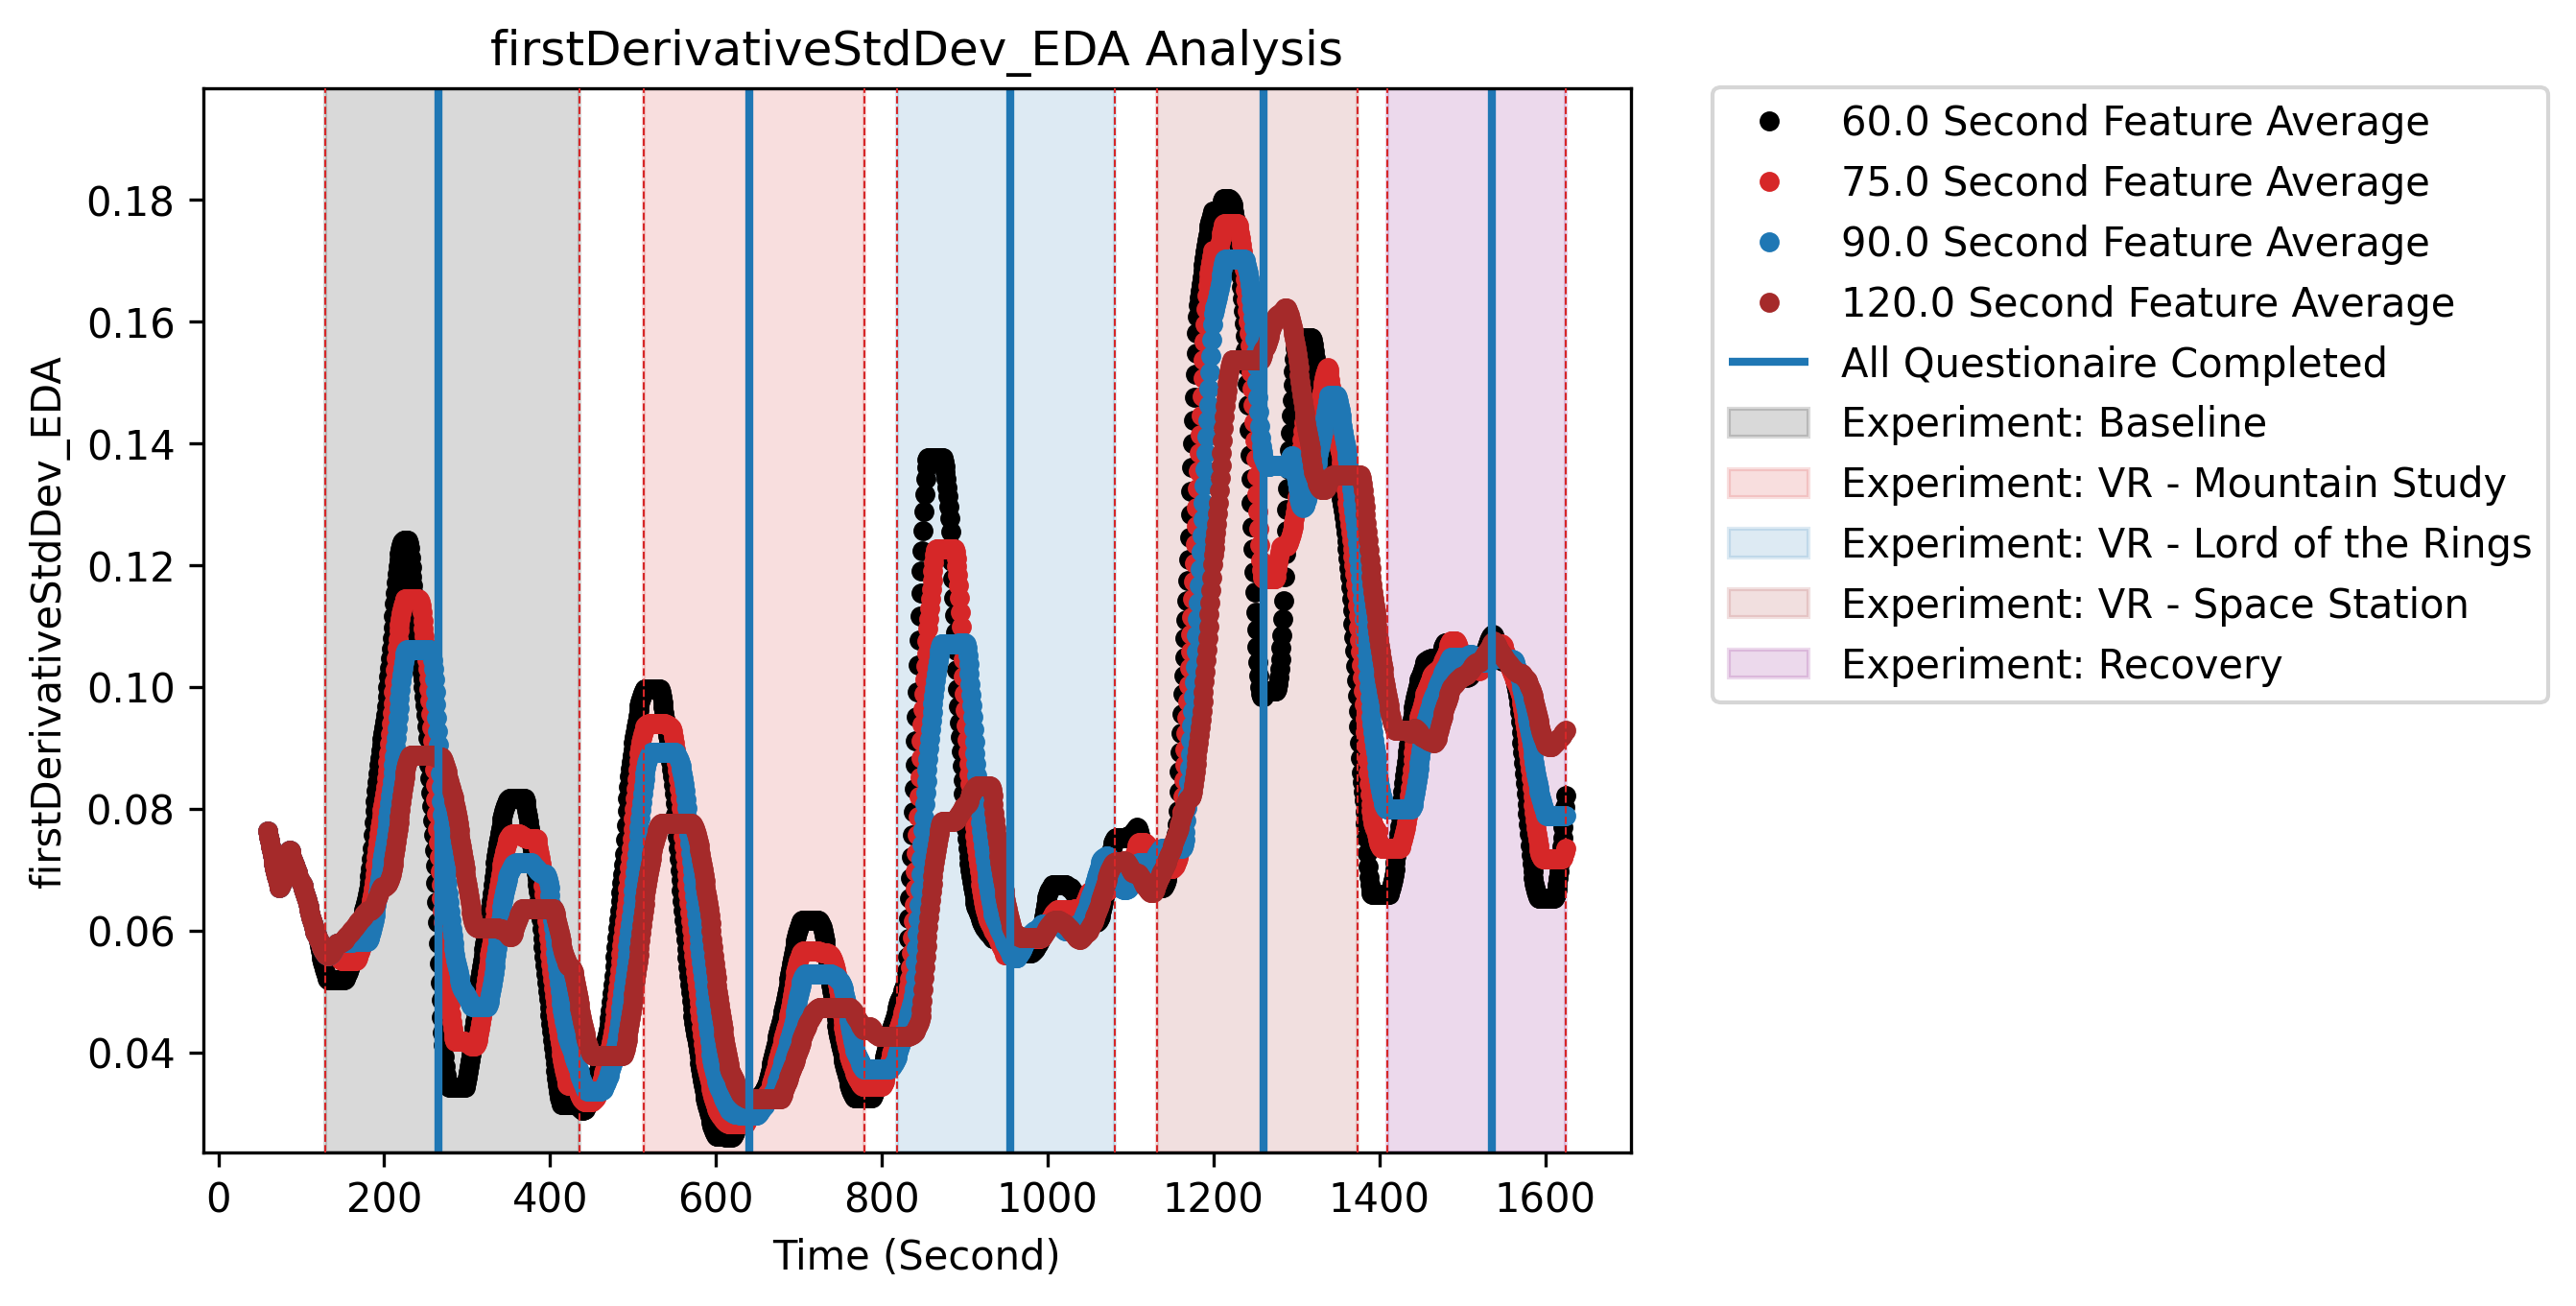 firstDerivativeStdDev_EDA Analysis
firstDerivativeStdDev_EDA
0.18
0.16
0.14
0.12
0.10
0.08
0.06
0.04
0 200 400 600 800 1000 1200 1400 1600
Time (Second)
60.0 Second Feature Average
75.0 Second Feature Average
90.0 Second Feature Average
120.0 Second Feature Average
All Questionaire Completed
Experiment: Baseline
Experiment: VR - Mountain Study
Experiment: VR - Lord of the Rings
Experiment: VR - Space Station
Experiment: Recovery